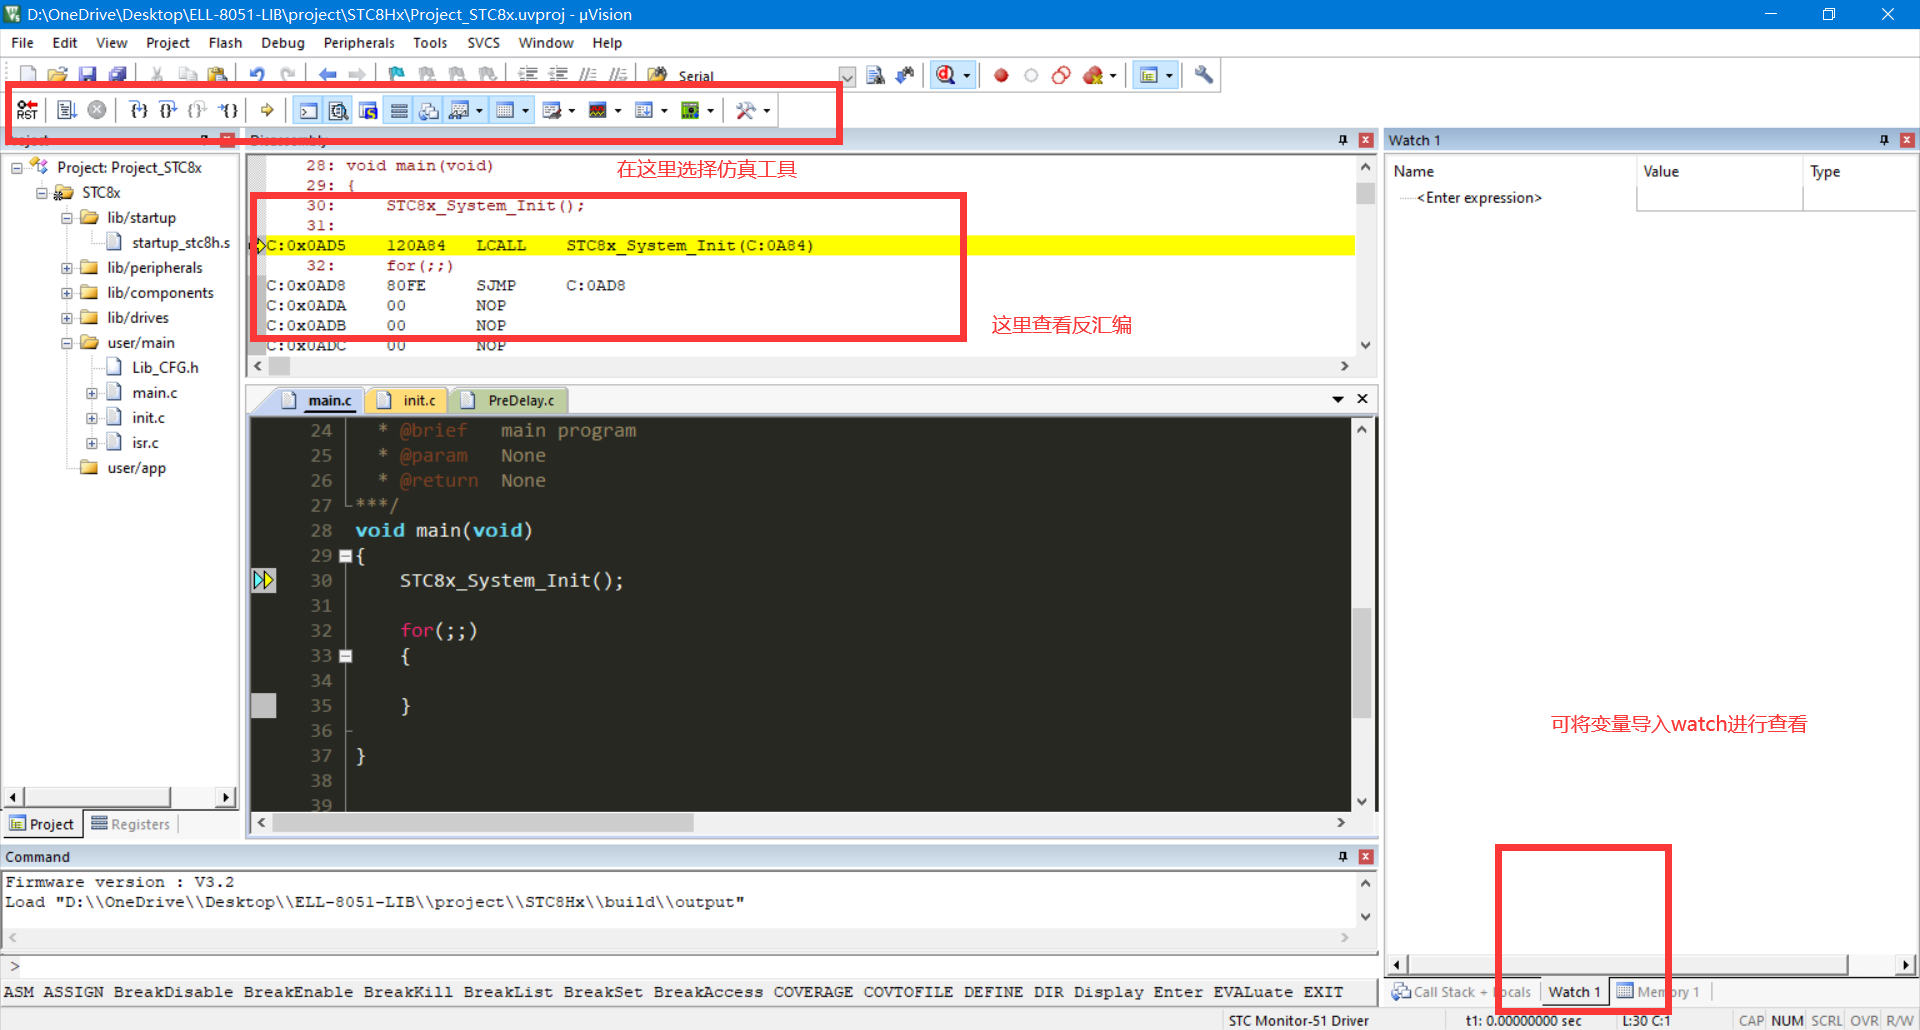 D:\OneDrive\Desktop\ELL-8051-LIB\project\STC8Hx\Project_STC8x.uvproj - µVision
File Edit View Project Flash Debug Peripherals Tools SVCS Window Help
Serial
RST
Disassembly
Watch 1
Project: Project_STC8x
STC8x
lib/startup
startup_stc8h.s
lib/peripherals
lib/components
lib/drives
user/main
Lib_CFG.h
main.c
init.c
isr.c
user/app
Project Registers
28: void main(void)
29: {
30: STC8x_System_Init();
31:
C:0x0AD5 120A84 LCALL STC8x_System_Init(C:0A84)
32: for(;;)
C:0x0AD8 80FE SJMP C:0AD8
C:0x0ADA 00 NOP
C:0x0ADB 00 NOP
C:0x0ADC 00 NOP
在这里选择仿真工具
这里查看反汇编
main.c init.c PreDelay.c
24 * @brief main program
25 * @param None
26 * @return None
27 ***/
28 void main(void)
29 {
30 STC8x_System_Init();
31
32 for(;;)
33 {
34
35 }
36
37 }
38
39
Name Value Type
<Enter expression>
可将变量导入watch进行查看
Call Stack + Locals Watch 1 Memory 1
Command
Firmware version : V3.2
Load "D:\\OneDrive\\Desktop\\ELL-8051-LIB\\project\\STC8Hx\\build\\output"
>
ASM ASSIGN BreakDisable BreakEnable BreakKill BreakList BreakSet BreakAccess COVERAGE COVTOFILE DEFINE DIR Display Enter EVALuate EXIT
STC Monitor-51 Driver t1: 0.00000000 sec L:30 C:1 CAP NUM SCRL OVR R/W